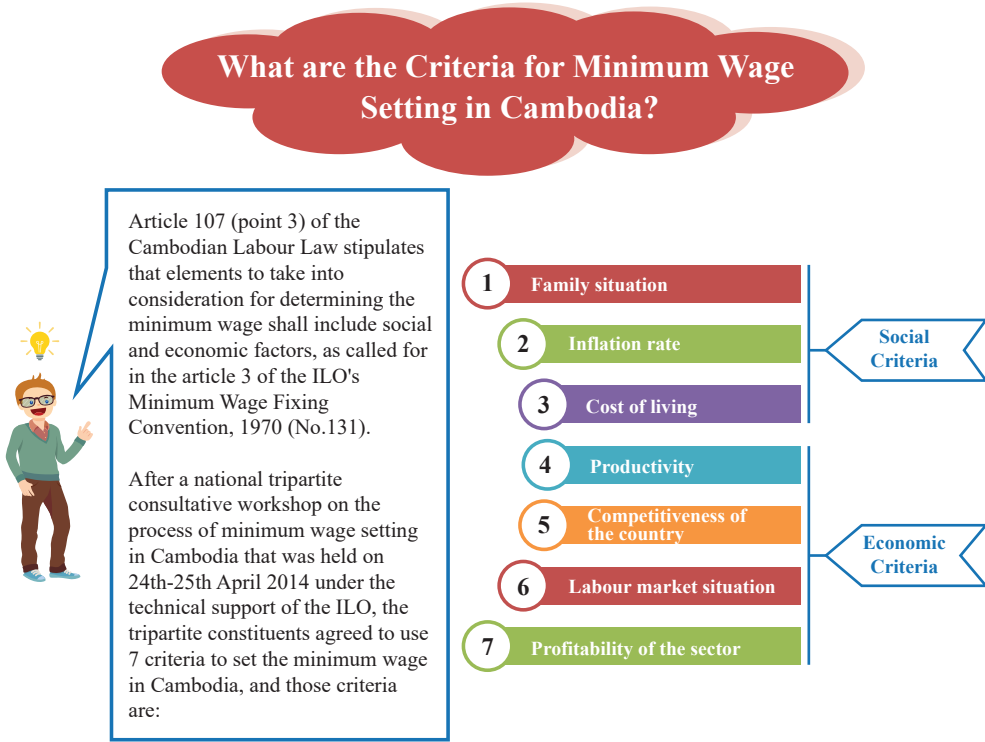 What are the Criteria for Minimum Wage
Setting in Cambodia?
Article 107 (point 3) of the
Cambodian Labour Law stipulates
that elements to take into
consideration for determining the
minimum wage shall include social
and economic factors, as called for
in the article 3 of the ILO's
Minimum Wage Fixing
Convention, 1970 (No.131).
After a national tripartite
consultative workshop on the
process of minimum wage setting
in Cambodia that was held on
24th-25th April 2014 under the
technical support of the ILO, the
tripartite constituents agreed to use
7 criteria to set the minimum wage
in Cambodia, and those criteria
are:
1 Family situation
2 Inflation rate
3 Cost of living
Social
Criteria
4 Productivity
5 Competitiveness of
the country
6 Labour market situation
7 Profitability of the sector
Economic
Criteria